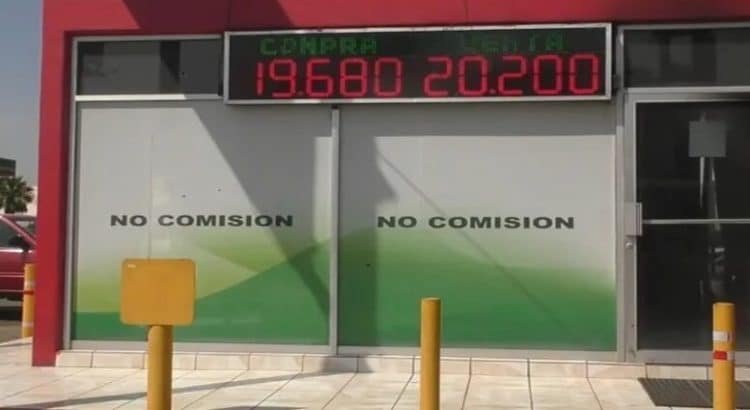 COMPRA Venta
19.680 20.200
NO COMISION NO COMISION